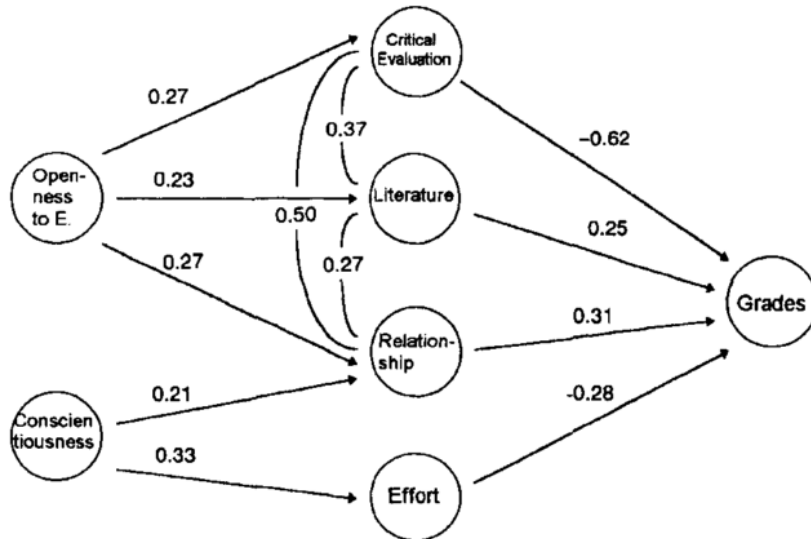 Critical
Evaluation
0.27
0.37
−0.62
Open-
ness
to E.
0.23
Literature
0.50
0.25
0.27
0.27
Grades
Relation-
ship
0.31
0.21
-0.28
Conscien
tiousness
0.33
Effort